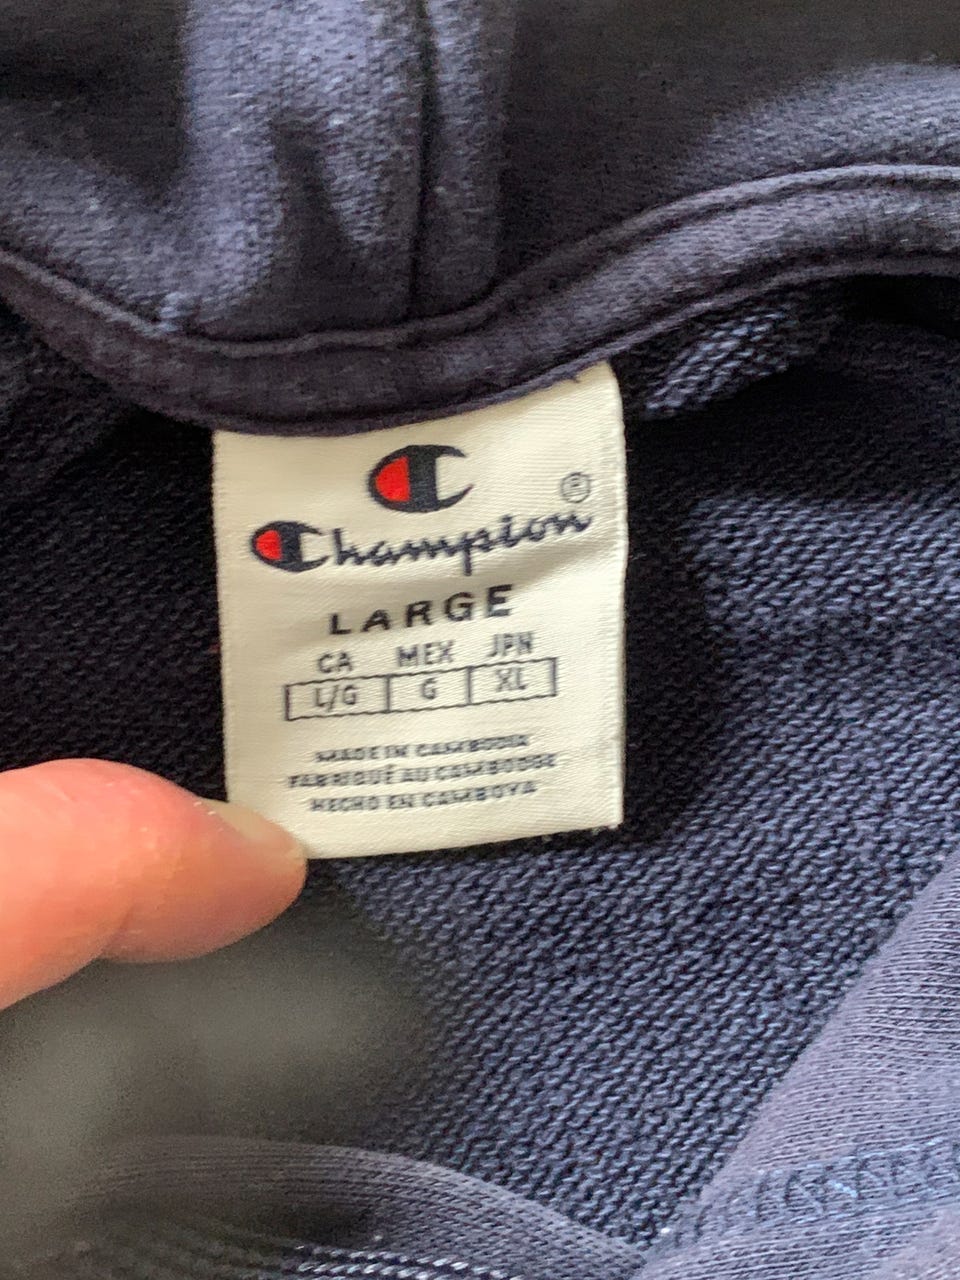 Champion ®
LARGE
CA MEX JPN
L/G G XL
MADE IN CAMBODIA
FABRIQUÉ AU CAMBODGE
HECHO EN CAMBOYA